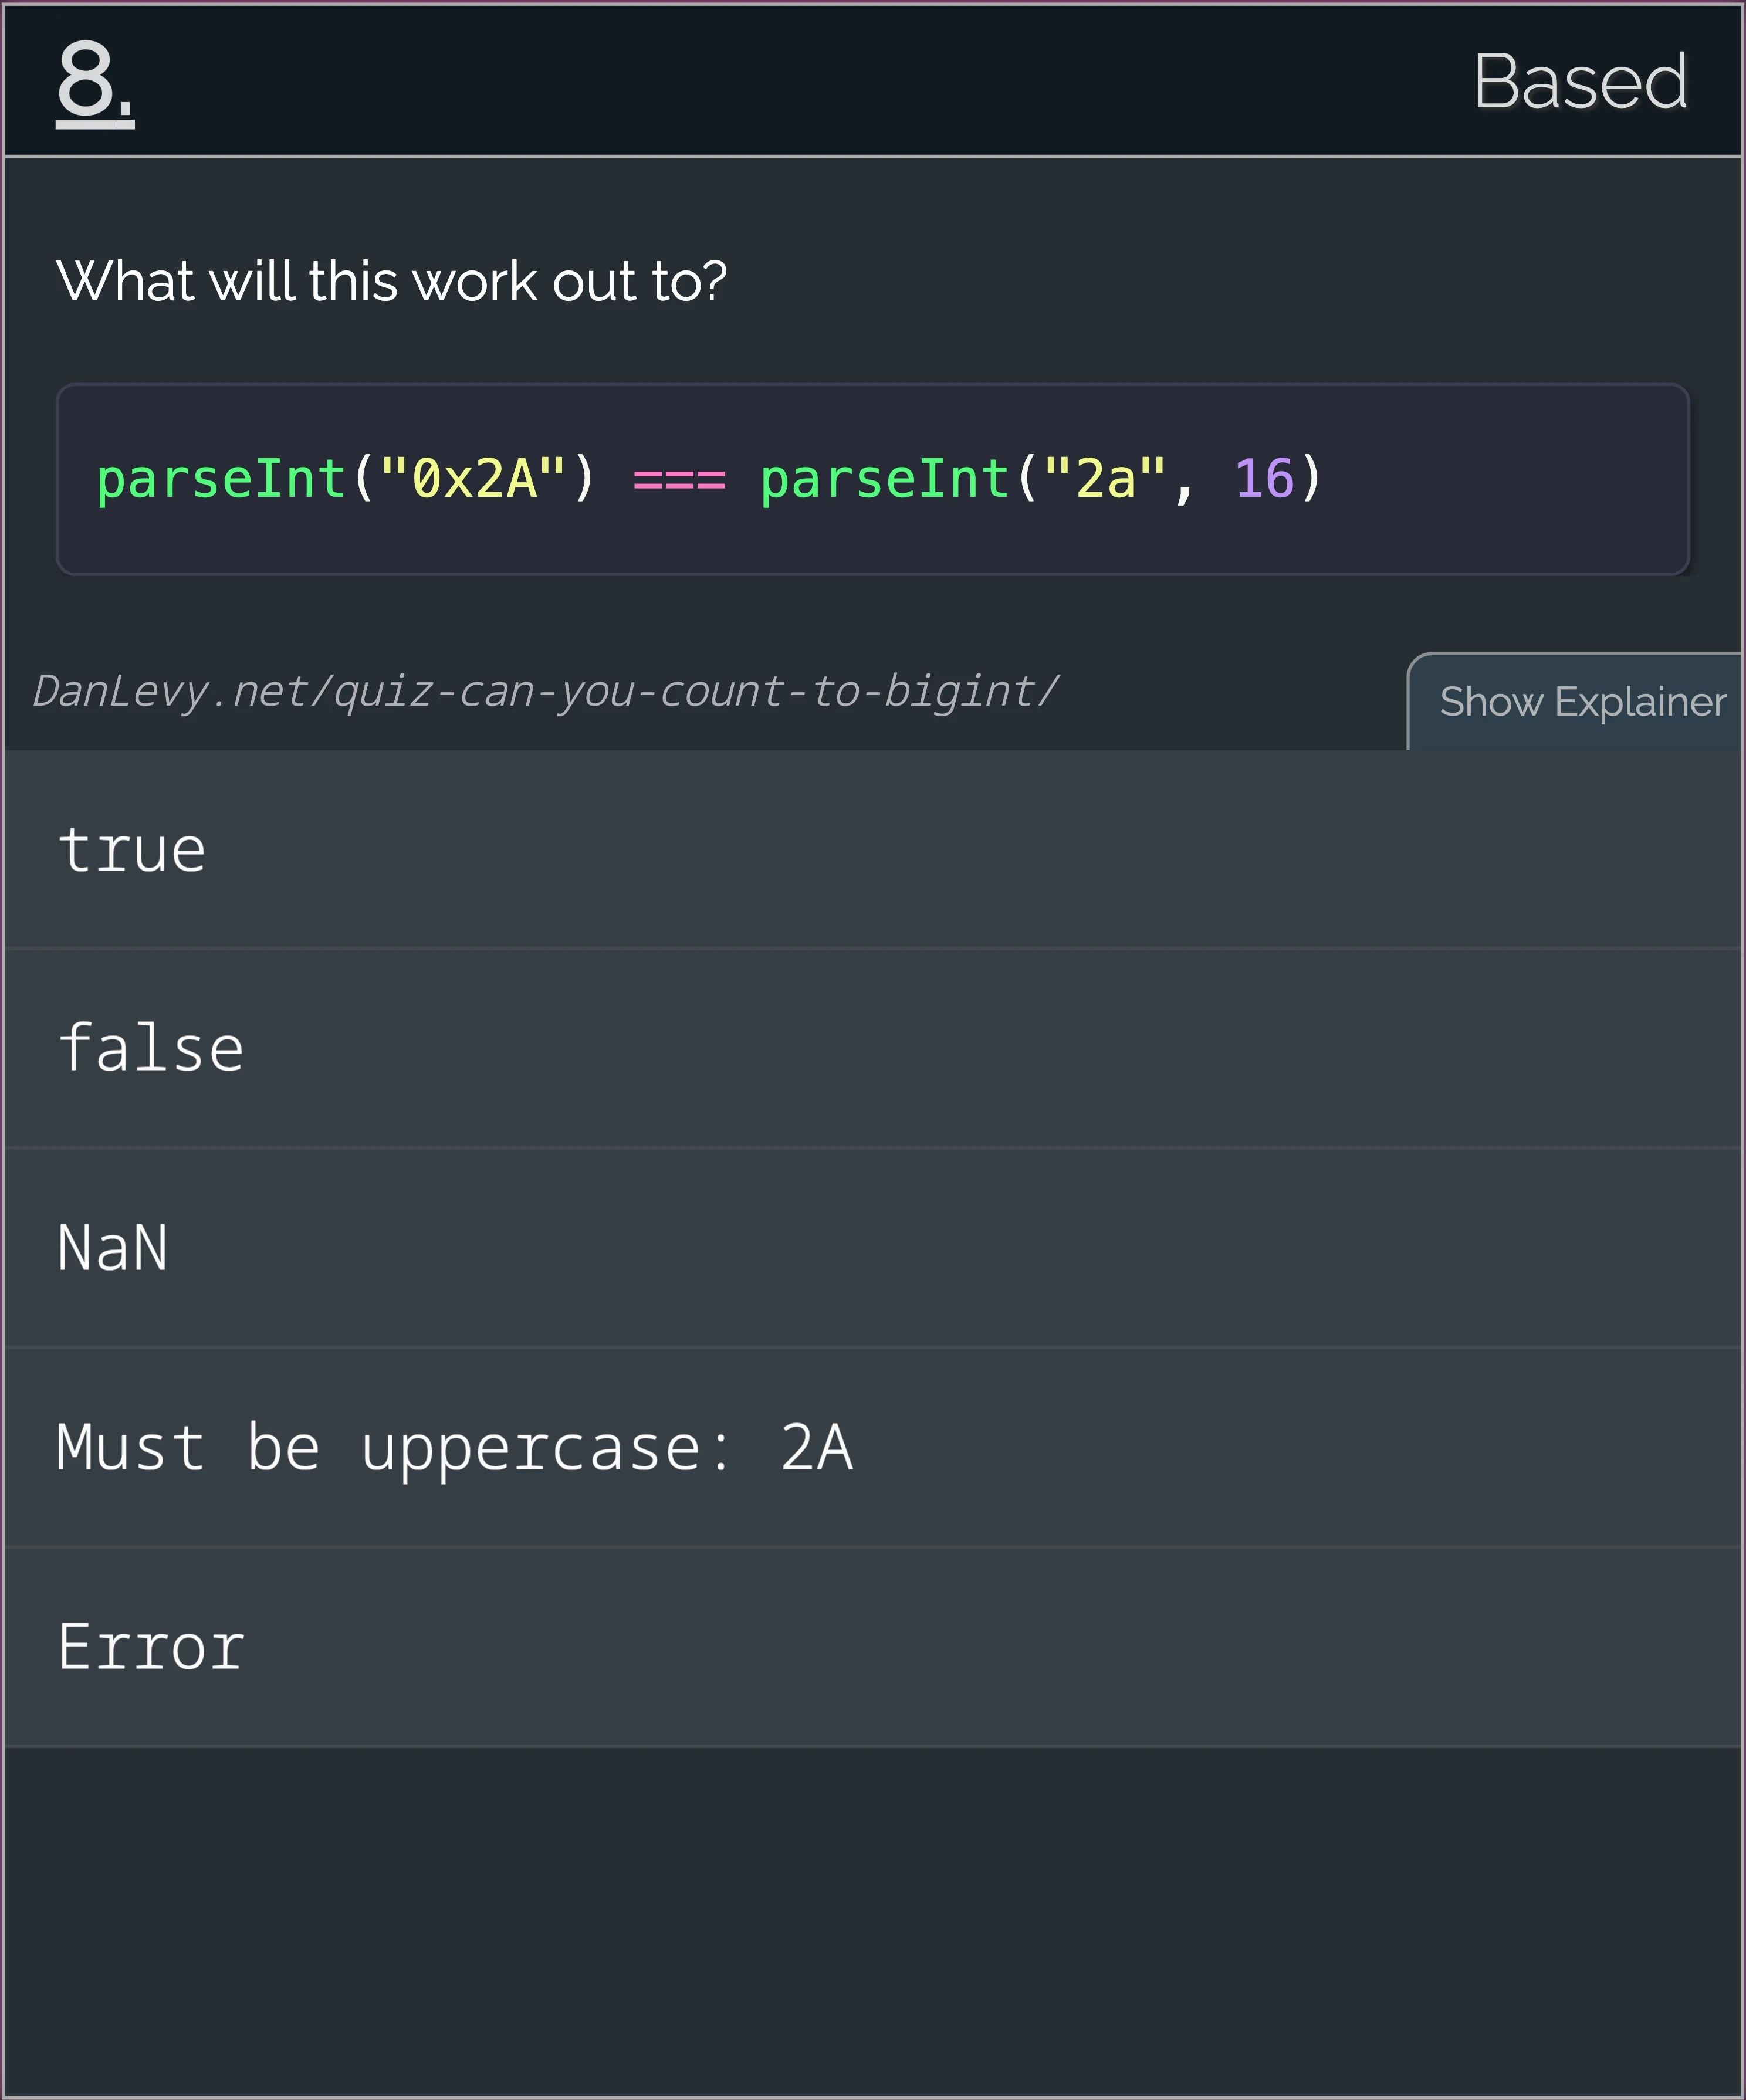 8.
Based
What will this work out to?
parseInt("0x2A") === parseInt("2a", 16)
DanLevy.net/quiz-can-you-count-to-bigint/
Show Explainer
true
false
NaN
Must be uppercase: 2A
Error